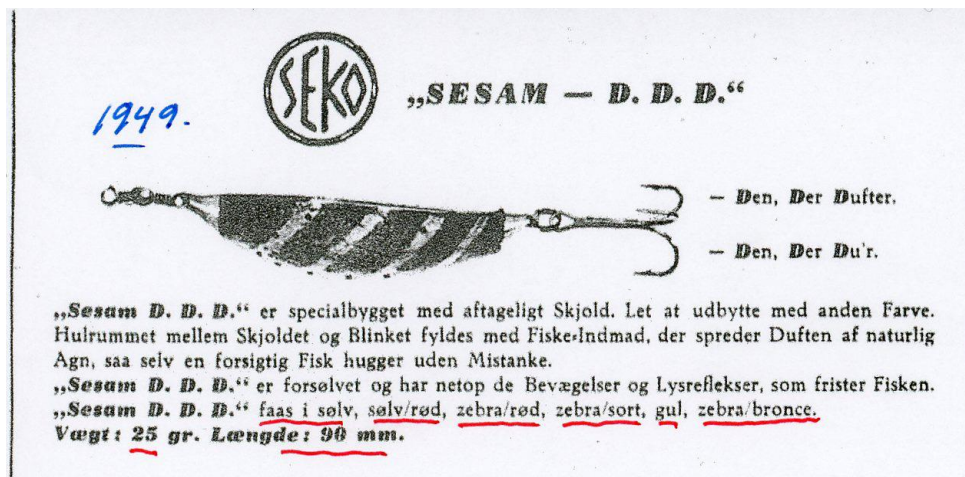 SEKO
„SESAM — D. D. D.“
1949.
— Den, Der Dufter.
— Den, Der Du'r.
„Sesam D. D. D.“ er specialbygget med aftageligt Skjold. Let at udbytte med anden Farve.
Hulrummet mellem Skjoldet og Blinket fyldes med Fiske-Indmad, der spreder Duften af naturlig
Agn, saa selv en forsigtig Fisk hugger uden Mistanke.
„Sesam D. D. D.“ er forsølvet og har netop de Bevægelser og Lysreflekser, som frister Fisken.
„Sesam D. D. D.“ faas i sølv, sølv/rød, zebra/rød, zebra/sort, gul, zebra/bronce.
Vægt: 25 gr. Længde: 90 mm.